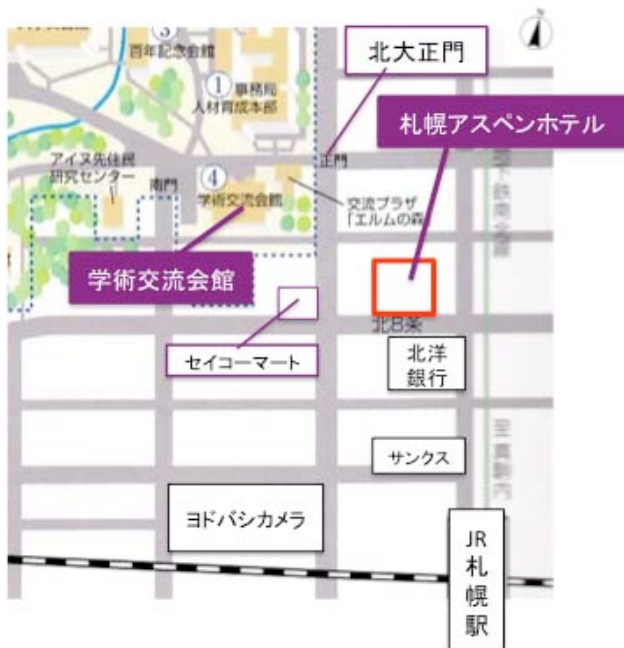 ③
百年記念会館
①
事務局
人材育成本部
北大正門
札幌アスペンホテル
アイヌ先住民
研究センター
南門
④
学術交流会館
正門
交流プラザ
「エルムの森」
学術交流会館
北8条
セイコーマート
北洋
銀行
サンクス
至真駒内
ヨドバシカメラ
JR
札
幌
駅